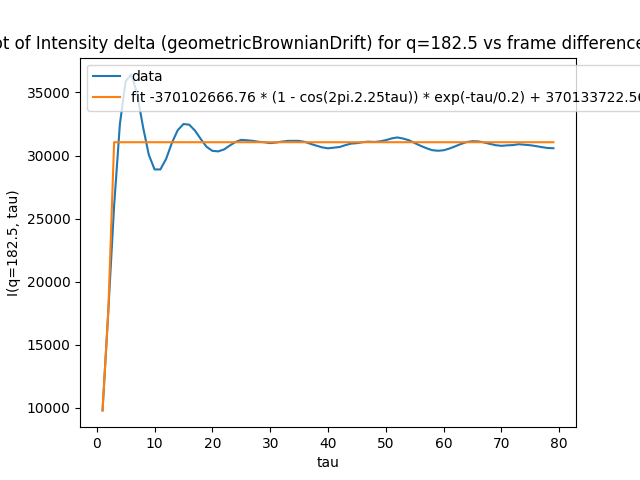 ot of Intensity delta (geometricBrownianDrift) for q=182.5 vs frame difference
data
fit -370102666.76 * (1 - cos(2pi.2.25tau)) * exp(-tau/0.2) + 370133722.56
I(q=182.5, tau)
35000
30000
25000
20000
15000
10000
0 10 20 30 40 50 60 70 80
tau